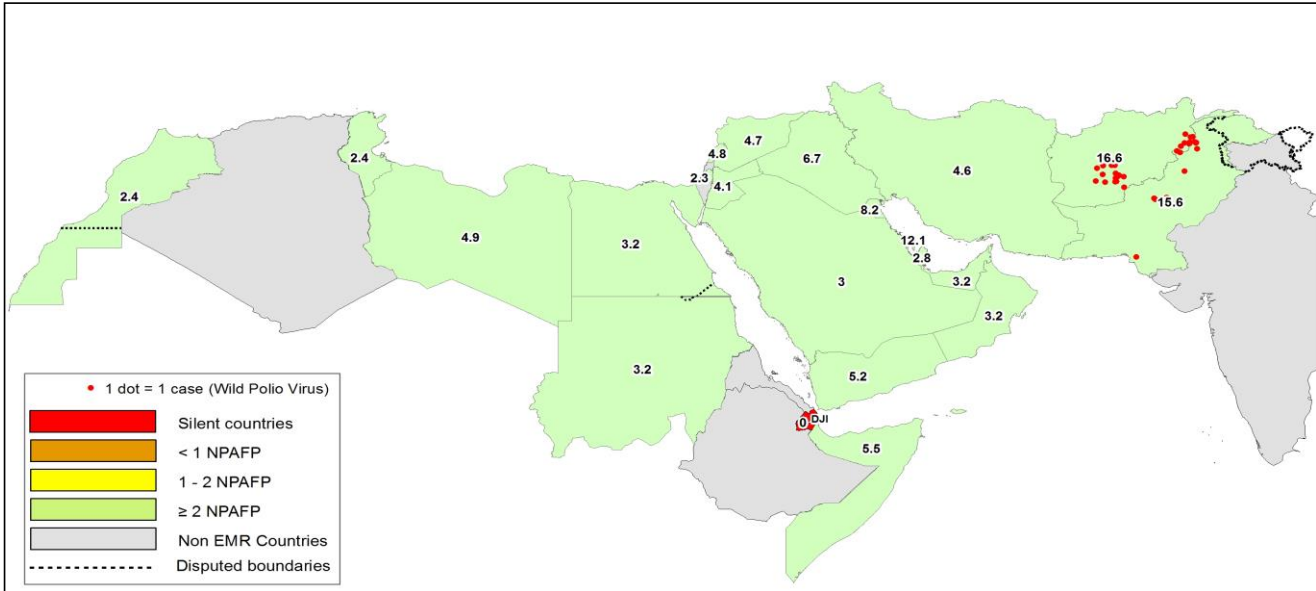 4.7
4.8
6.7
16.6
2.4
2.3
4.1
4.6
2.4
8.2
15.6
4.9
3.2
12.1
2.8
3
3.2
3.2
3.2
5.2
0 DJI
5.5
1 dot = 1 case (Wild Polio Virus)
Silent countries
< 1 NPAFP
1 - 2 NPAFP
≥ 2 NPAFP
Non EMR Countries
Disputed boundaries